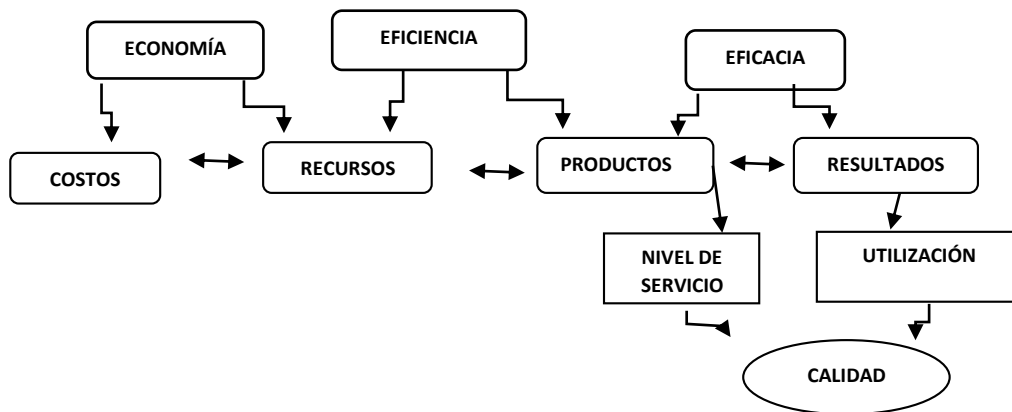 ECONOMÍA
EFICIENCIA
EFICACIA
COSTOS
RECURSOS
PRODUCTOS
RESULTADOS
NIVEL DE
SERVICIO
UTILIZACIÓN
CALIDAD